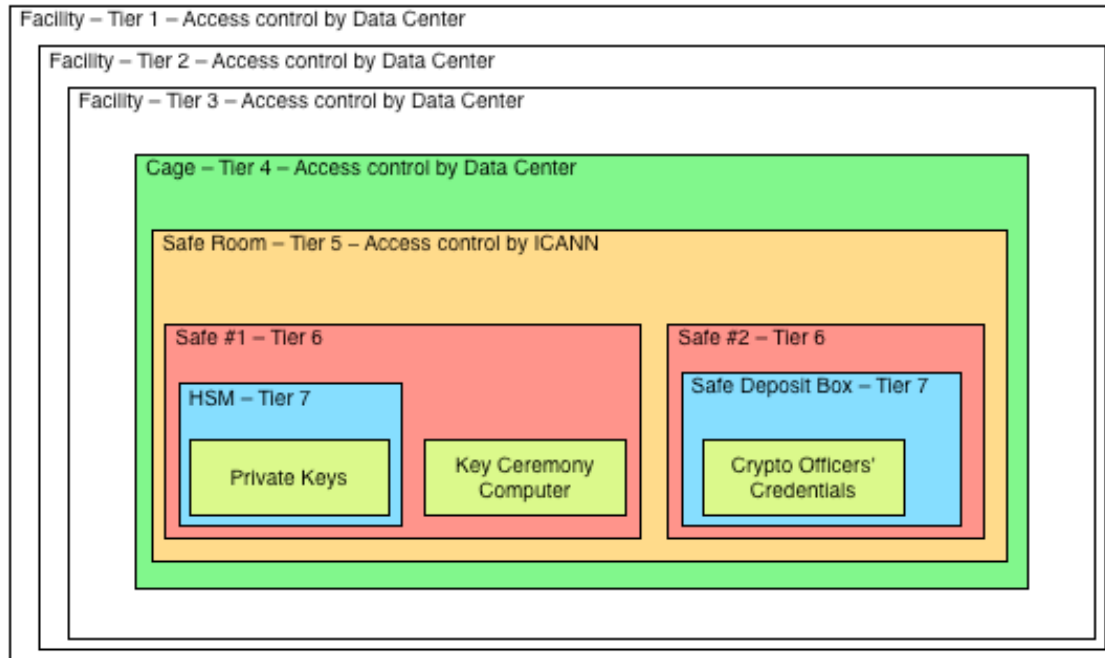 Facility – Tier 1 – Access control by Data Center
Facility – Tier 2 – Access control by Data Center
Facility – Tier 3 – Access control by Data Center
Cage – Tier 4 – Access control by Data Center
Safe Room – Tier 5 – Access control by ICANN
Safe #1 – Tier 6
HSM – Tier 7
Private Keys
Key Ceremony
Computer
Safe #2 – Tier 6
Safe Deposit Box – Tier 7
Crypto Officers'
Credentials